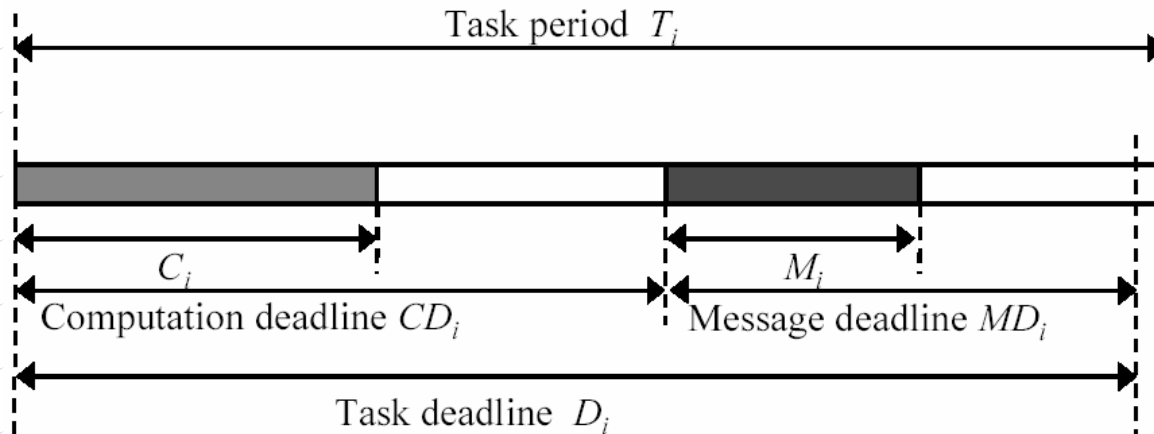 Task period T_i
C_i
M_i
Computation deadline CD_i
Message deadline MD_i
Task deadline D_i